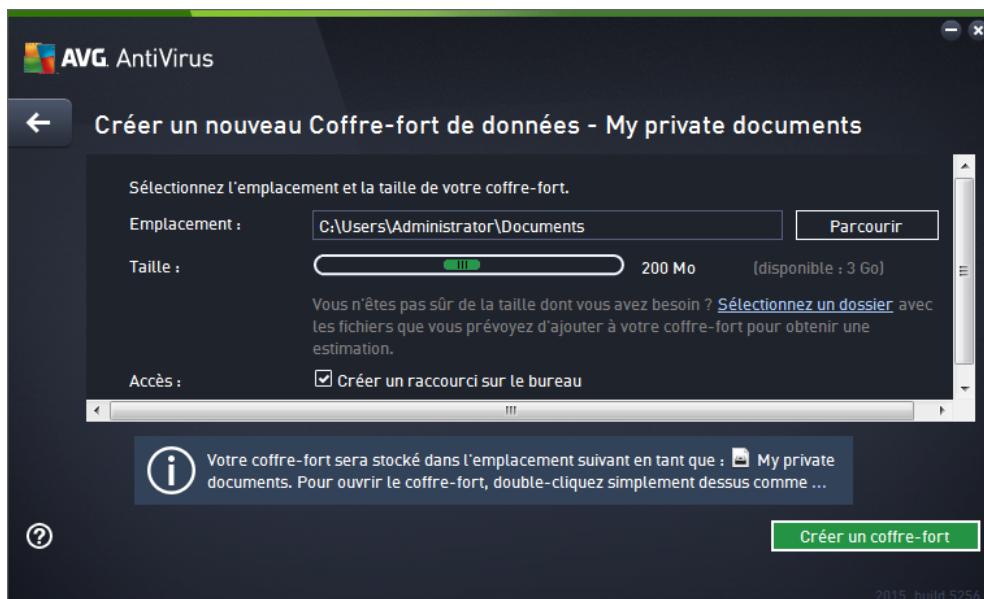 AVG. AntiVirus
Créer un nouveau Coffre-fort de données - My private documents
Sélectionnez l'emplacement et la taille de votre coffre-fort.
Emplacement :
C:\Users\Administrator\Documents
Parcourir
Taille :
200 Mo
(disponible : 3 Go)
Vous n'êtes pas sûr de la taille dont vous avez besoin ? Sélectionnez un dossier avec
les fichiers que vous prévoyez d'ajouter à votre coffre-fort pour obtenir une
estimation.
Accès :
Créer un raccourci sur le bureau
Votre coffre-fort sera stocké dans l'emplacement suivant en tant que : My private
documents. Pour ouvrir le coffre-fort, double-cliquez simplement dessus comme ...
Créer un coffre-fort
2015, build 5256